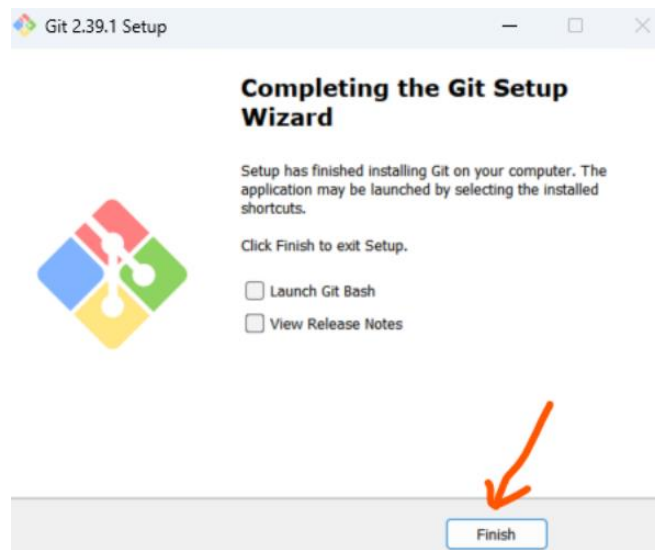 Git 2.39.1 Setup
Completing the Git Setup
Wizard
Setup has finished installing Git on your computer. The
application may be launched by selecting the installed
shortcuts.
Click Finish to exit Setup.
Launch Git Bash
View Release Notes
Finish